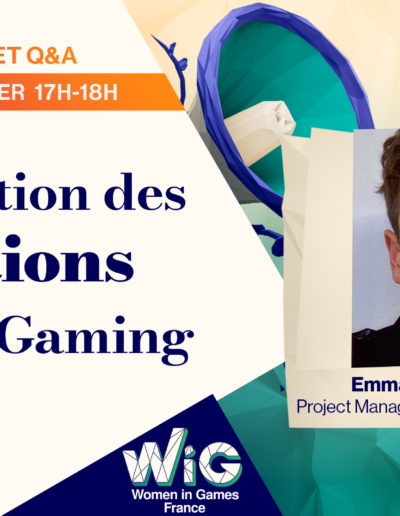 ET Q&A
ER 17H-18H
tion des
ions
Gaming
Emma
Project Manag
WiG
Women in Games
France